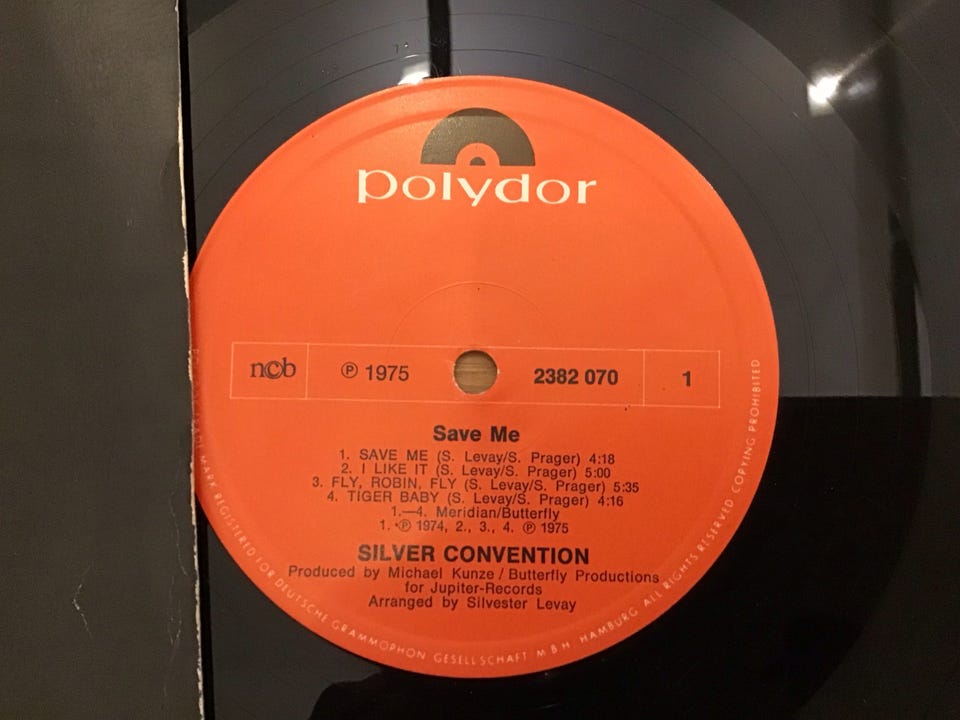 polydor
ncb
℗ 1975
2382 070
1
Save Me
1. SAVE ME (S. Levay/S. Prager) 4:18
2. I LIKE IT (S. Levay/S. Prager) 5:00
3. FLY, ROBIN, FLY (S. Levay/S. Prager) 5:35
4. TIGER BABY (S. Levay/S. Prager) 4:16
1.—4. Meridian/Butterfly
1. ℗ 1974, 2., 3., 4. ℗ 1975
SILVER CONVENTION
Produced by Michael Kunze / Butterfly Productions
for Jupiter-Records
Arranged by Silvester Levay
MARK REGISTERED FOR DEUTSCHE GRAMMOPHON GESELLSCHAFT M B H HAMBURG ALL RIGHTS RESERVED COPYING PROHIBITED